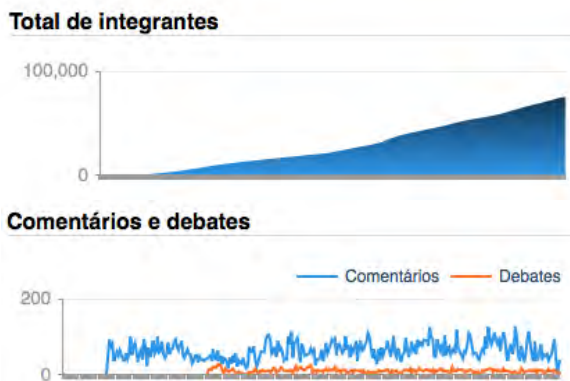 Total de integrantes
100,000
0
Comentários e debates
Comentários Debates
200
0